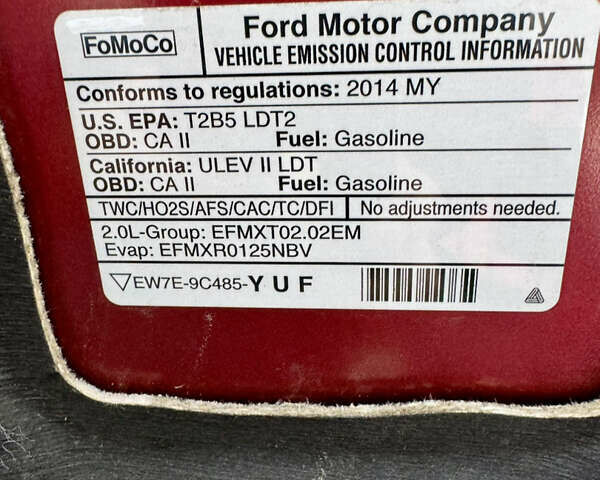 FoMoCo
Ford Motor Company
VEHICLE EMISSION CONTROL INFORMATION
Conforms to regulations: 2014 MY
U.S. EPA: T2B5 LDT2
OBD: CA II Fuel: Gasoline
California: ULEV II LDT
OBD: CA II Fuel: Gasoline
TWC/HO2S/AFS/CAC/TC/DFI No adjustments needed.
2.0L-Group: EFMXT02.02EM
Evap: EFMXR0125NBV
EW7E-9C485-YUF